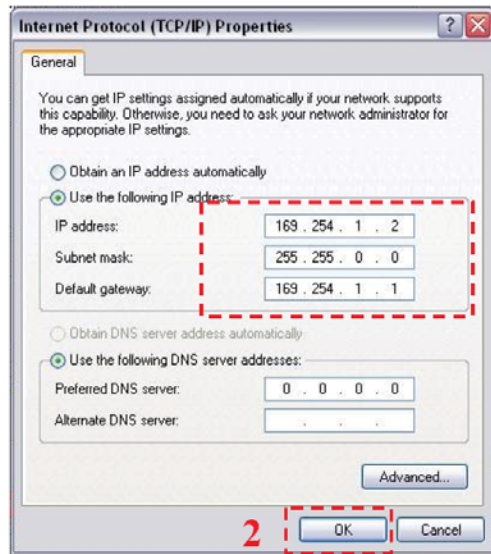 Internet Protocol (TCP/IP) Properties
General
You can get IP settings assigned automatically if your network supports
this capability. Otherwise, you need to ask your network administrator for
the appropriate IP settings.
Obtain an IP address automatically
Use the following IP address:
IP address: 169 . 254 . 1 . 2
Subnet mask: 255 . 255 . 0 . 0
Default gateway: 169 . 254 . 1 . 1
Obtain DNS server address automatically
Use the following DNS server addresses:
Preferred DNS server: 0 . 0 . 0 . 0
Alternate DNS server: . . .
Advanced...
2 OK Cancel